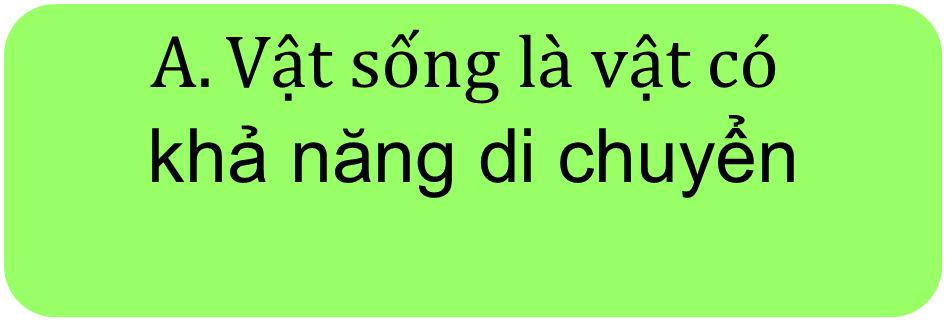 A. Vật sống là vật có
khả năng di chuyển